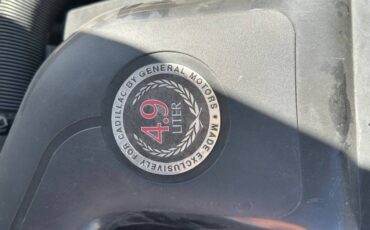 MADE EXCLUSIVELY FOR CADILLAC BY GENERAL MOTORS ★
4.9
LITER